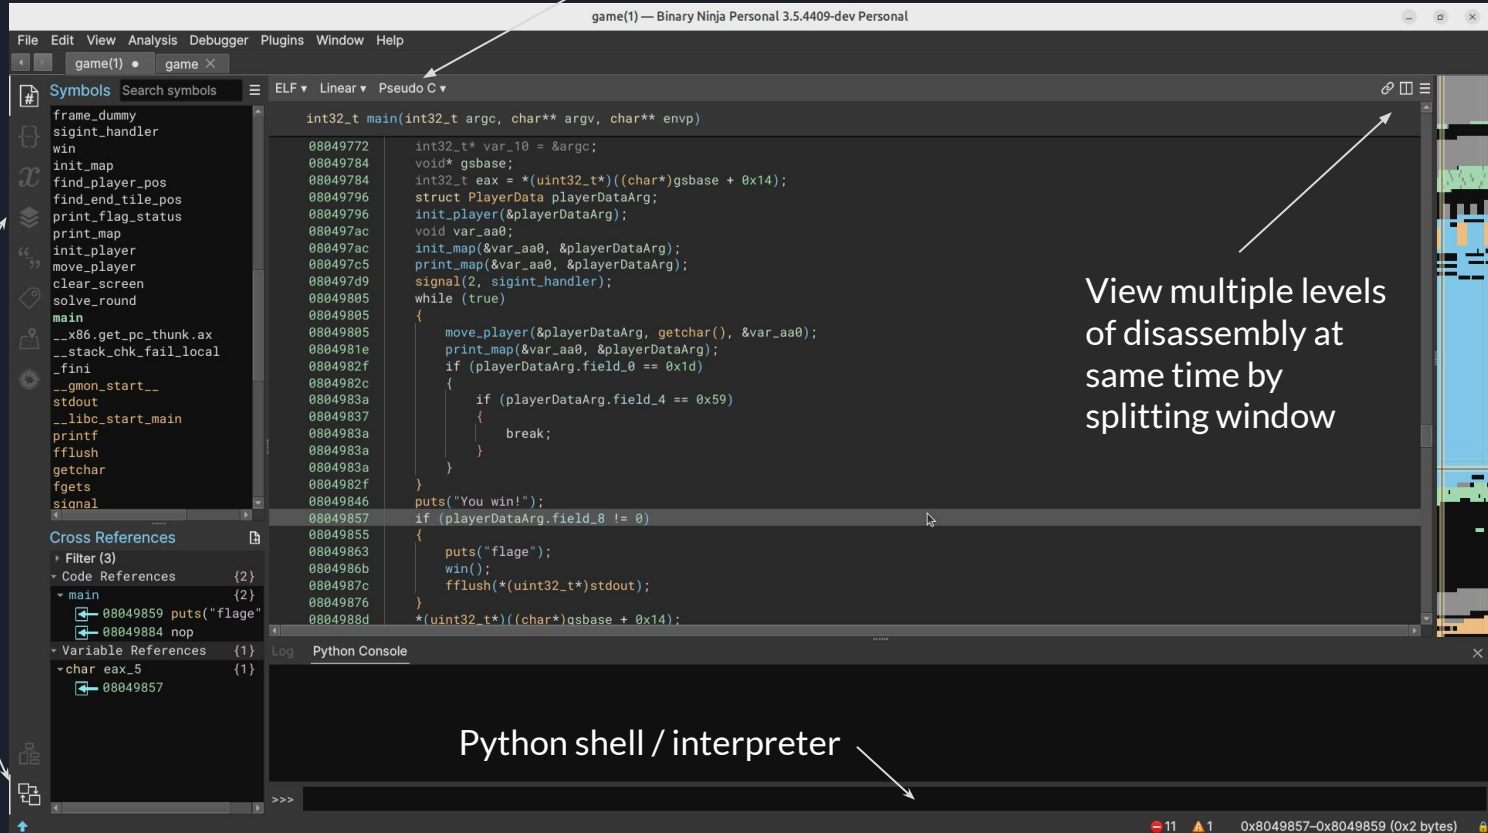 game(1) — Binary Ninja Personal 3.5.4409-dev Personal
File Edit View Analysis Debugger Plugins Window Help
game(1) ● game ×
Symbols Search symbols
frame_dummy
sigint_handler
win
init_map
find_player_pos
find_end_tile_pos
print_flag_status
print_map
init_player
move_player
clear_screen
solve_round
main
__x86.get_pc_thunk.ax
__stack_chk_fail_local
_fini
__gmon_start__
stdout
__libc_start_main
printf
fflush
getchar
fgets
signal
Cross References
Filter (3)
Code References {2}
main {2}
08049859 puts("flage"
08049884 nop
Variable References {1}
char eax_5 {1}
08049857
ELF ▾ Linear ▾ Pseudo C ▾
int32_t main(int32_t argc, char** argv, char** envp)
08049772 int32_t* var_10 = &argc;
08049784 void* gsbase;
08049784 int32_t eax = *(uint32_t*)((char*)gsbase + 0x14);
08049796 struct PlayerData playerDataArg;
08049796 init_player(&playerDataArg);
080497ac void var_aa0;
080497ac init_map(&var_aa0, &playerDataArg);
080497c5 print_map(&var_aa0, &playerDataArg);
080497d9 signal(2, sigint_handler);
08049805 while (true)
08049805 {
08049805 move_player(&playerDataArg, getchar(), &var_aa0);
0804981e print_map(&var_aa0, &playerDataArg);
0804982f if (playerDataArg.field_0 == 0x1d)
0804982c {
0804983a if (playerDataArg.field_4 == 0x59)
08049837 {
0804983a break;
0804983a }
0804983a }
0804982f }
08049846 puts("You win!");
08049857 if (playerDataArg.field_8 != 0)
08049855 {
08049863 puts("flage");
0804986b win();
0804987c fflush(*(uint32_t*)stdout);
08049876 }
0804988d *(uint32_t*)((char*)gsbase + 0x14);
View multiple levels
of disassembly at
same time by
splitting window
Log Python Console
Python shell / interpreter
>>>
11 1 0x8049857–0x8049859 (0x2 bytes)